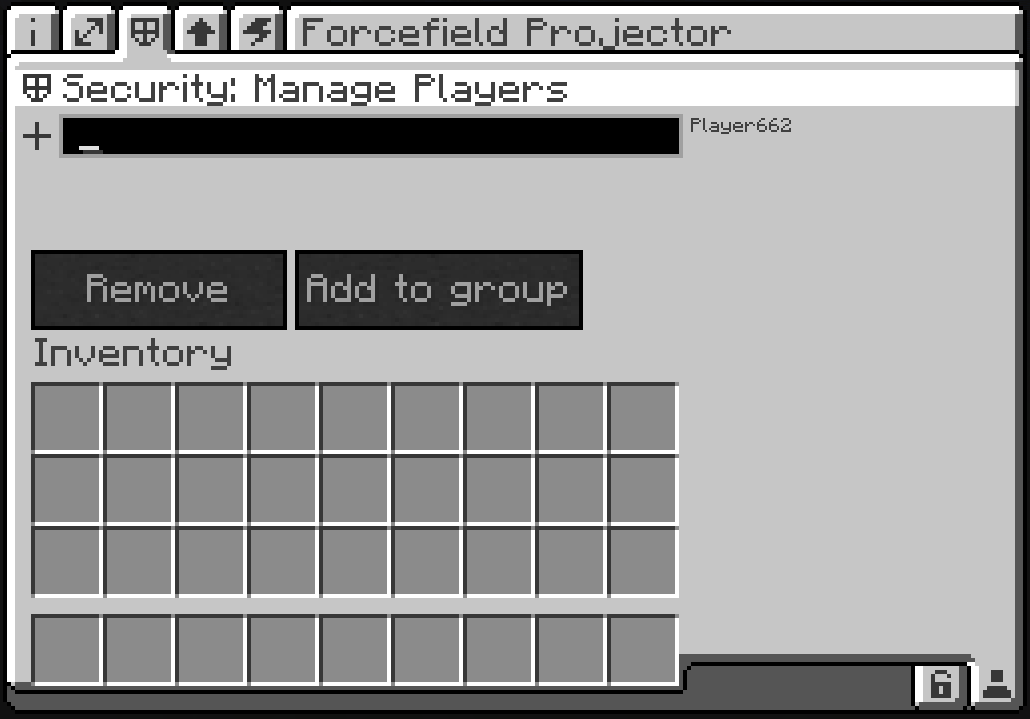 i Forcefield Projector
Security: Manage Players
Player662
Remove Add to group
Inventory